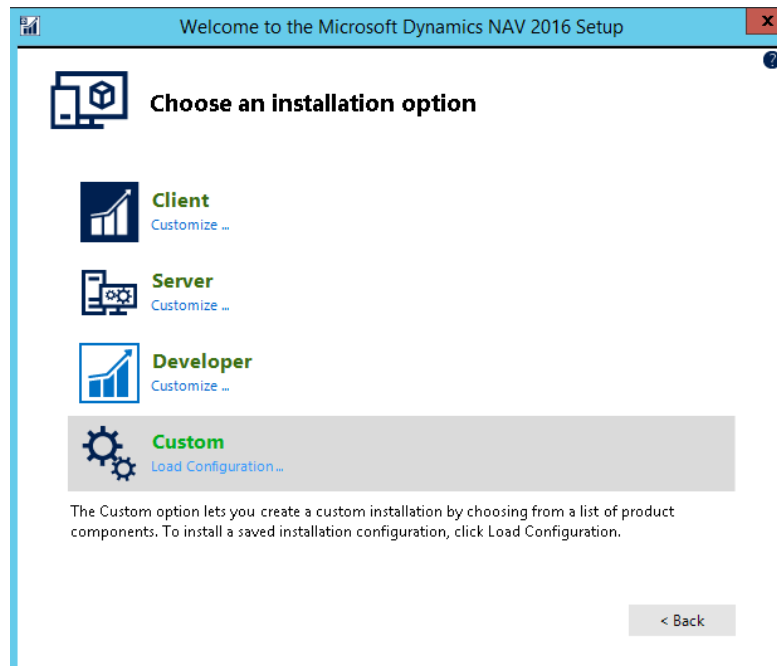 Welcome to the Microsoft Dynamics NAV 2016 Setup
x
?
Choose an installation option
Client
Customize ...
Server
Customize ...
Developer
Customize ...
Custom
Load Configuration ...
The Custom option lets you create a custom installation by choosing from a list of product
components. To install a saved installation configuration, click Load Configuration.
< Back